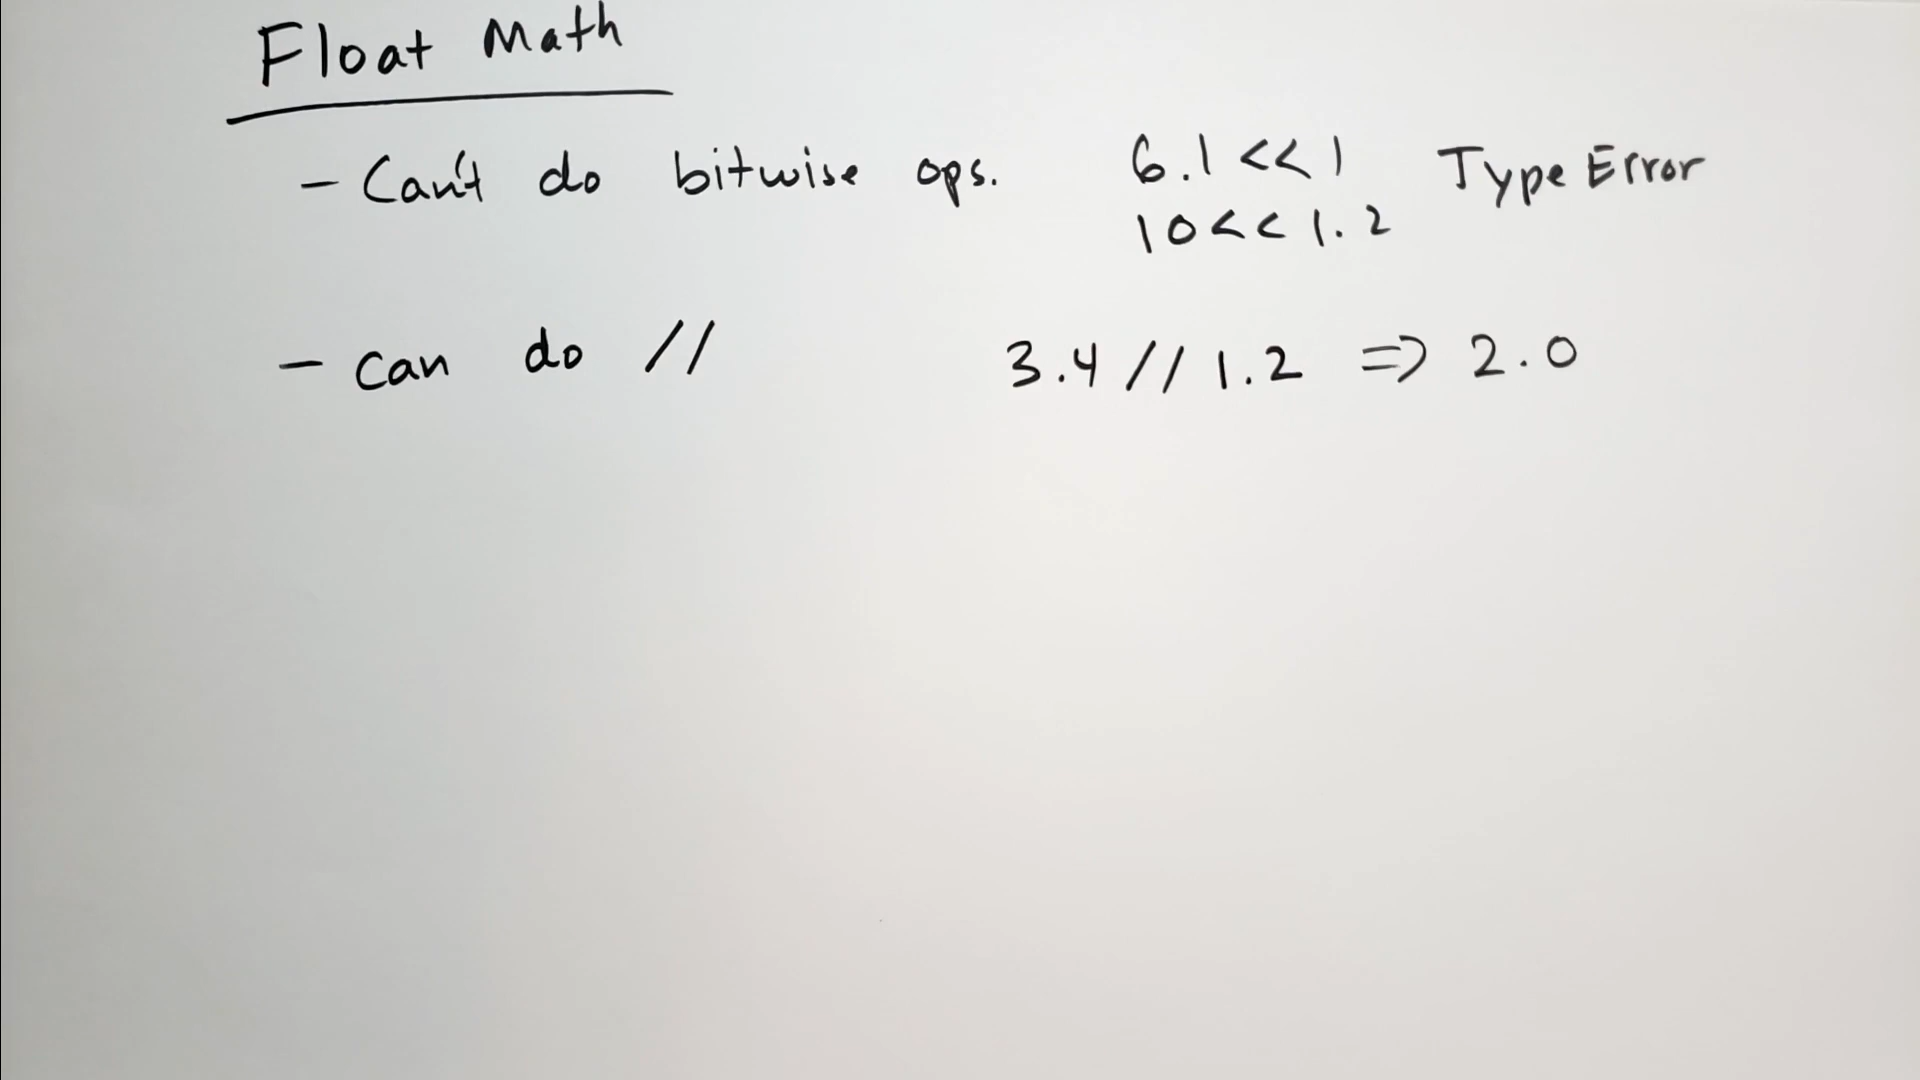 Float Math
- Can't do bitwise ops. 6.1 << 1 Type Error
10 << 1.2
- can do // 3.4 // 1.2 => 2.0